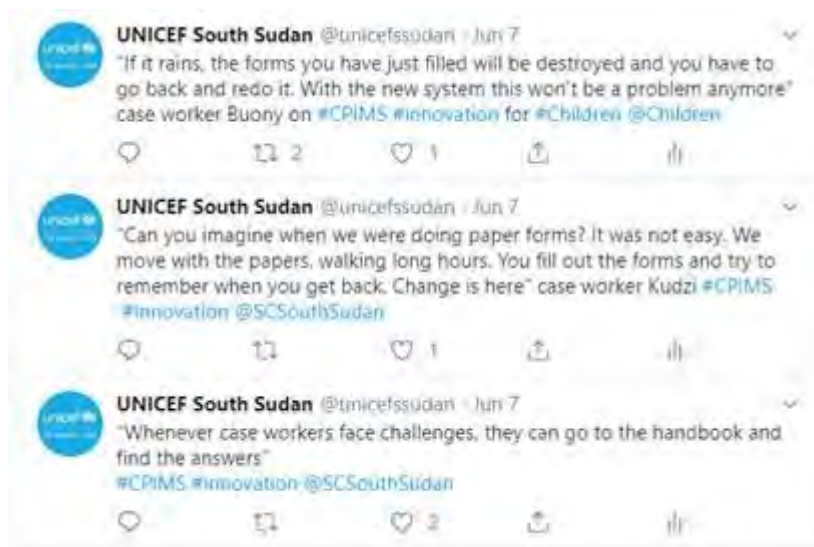 UNICEF South Sudan @unicefssudan · Jun 7
"If it rains, the forms you have just filled will be destroyed and you have to
go back and redo it. With the new system this won't be a problem anymore"
case worker Buony on #CPiMS #innovation for #Children @Children
2 1
UNICEF South Sudan @unicefssudan · Jun 7
"Can you imagine when we were doing paper forms? It was not easy. We
move with the papers, walking long hours. You fill out the forms and try to
remember when you get back. Change is here" case worker Kudzi #CPiMS
#innovation @SCSouthSudan
1
UNICEF South Sudan @unicefssudan · Jun 7
"Whenever case workers face challenges, they can go to the handbook and
find the answers"
#CPiMS #innovation @SCSouthSudan
2